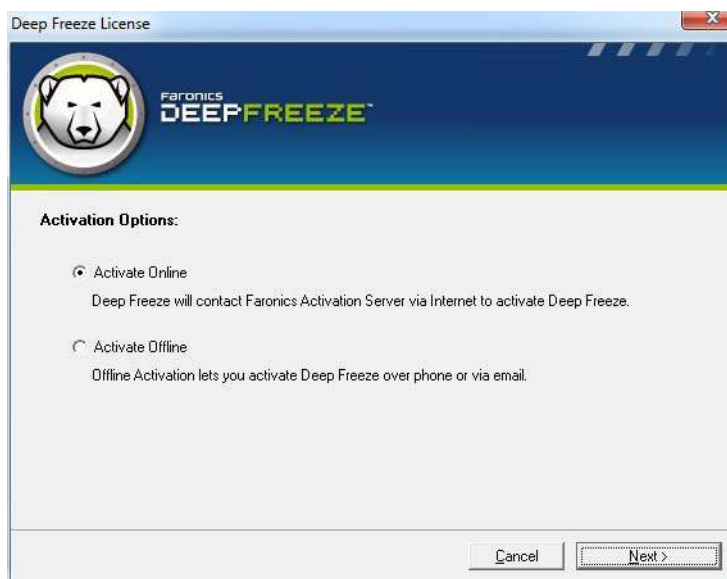 Deep Freeze License
FARONICS
DEEPFREEZE™
Activation Options:
Activate Online
Deep Freeze will contact Faronics Activation Server via Internet to activate Deep Freeze.
Activate Offline
Offline Activation lets you activate Deep Freeze over phone or via email.
Cancel Next >